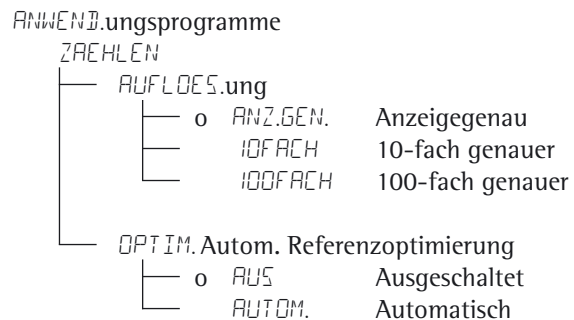 ANWEND.ungsprogramme
ZAEHLEN
AUFLOES.ung
o ANZ.GEN. Anzeigegenau
10FACH 10-fach genauer
100FACH 100-fach genauer
OPTIM. Autom. Referenzoptimierung
o AUS Ausgeschaltet
AUTOM. Automatisch